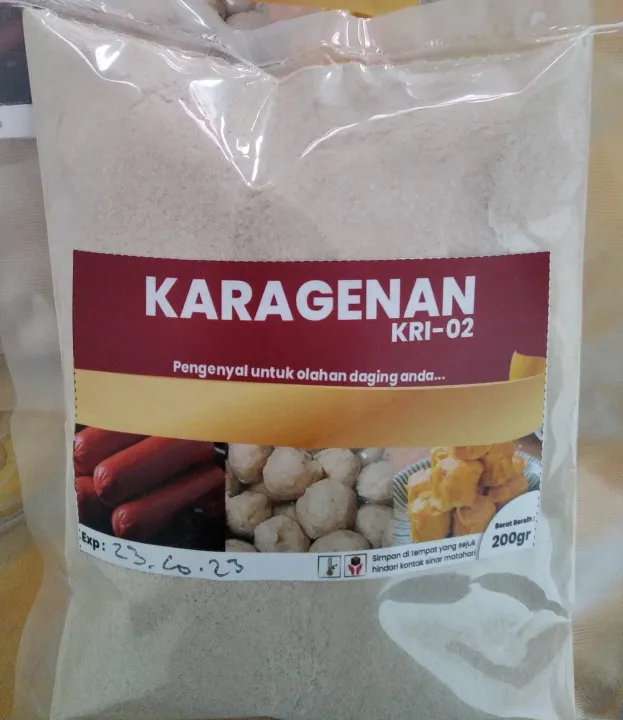 KARAGENAN
KRI-02
Pengenyal untuk olahan daging anda...
Exp: 23.
.23
Simpan di tempat yang sejuk
hindari kontak sinar matahari
Berat Bersih:
200gr